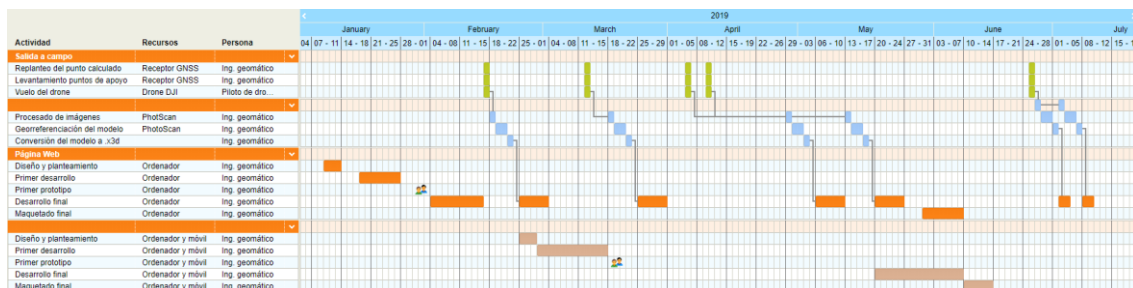 2019
January February March April May June July
04 07 - 11 14 - 18 21 - 25 28 - 01 04 - 08 11 - 15 18 - 22 25 - 01 04 - 08 11 - 15 18 - 22 25 - 29 01 - 05 08 - 12 15 - 19 22 - 26 29 - 03 06 - 10 13 - 17 20 - 24 27 - 31 03 - 07 10 - 14 17 - 21 24 - 28 01 - 05 08 - 12 15 - 1
Actividad Recursos Persona
Salida a campo
Replanteo del punto calculado Receptor GNSS Ing. geomático
Levantamiento puntos de apoyo Receptor GNSS Ing. geomático
Vuelo del drone Drone DJI Piloto de dro...
Procesado de imágenes PhotScan Ing. geomático
Georreferenciación del modelo PhotoScan Ing. geomático
Conversión del modelo a .x3d Ing. geomático
Página Web
Diseño y planteamiento Ordenador Ing. geomático
Primer desarrollo Ordenador Ing. geomático
Primer prototipo Ordenador Ing. geomático
Desarrollo final Ordenador Ing. geomático
Maquetado final Ordenador Ing. geomático
Diseño y planteamiento Ordenador y móvil Ing. geomático
Primer desarrollo Ordenador y móvil Ing. geomático
Primer prototipo Ordenador y móvil Ing. geomático
Desarrollo final Ordenador y móvil Ing. geomático
Maquetado final Ordenador y móvil Ing. geomático